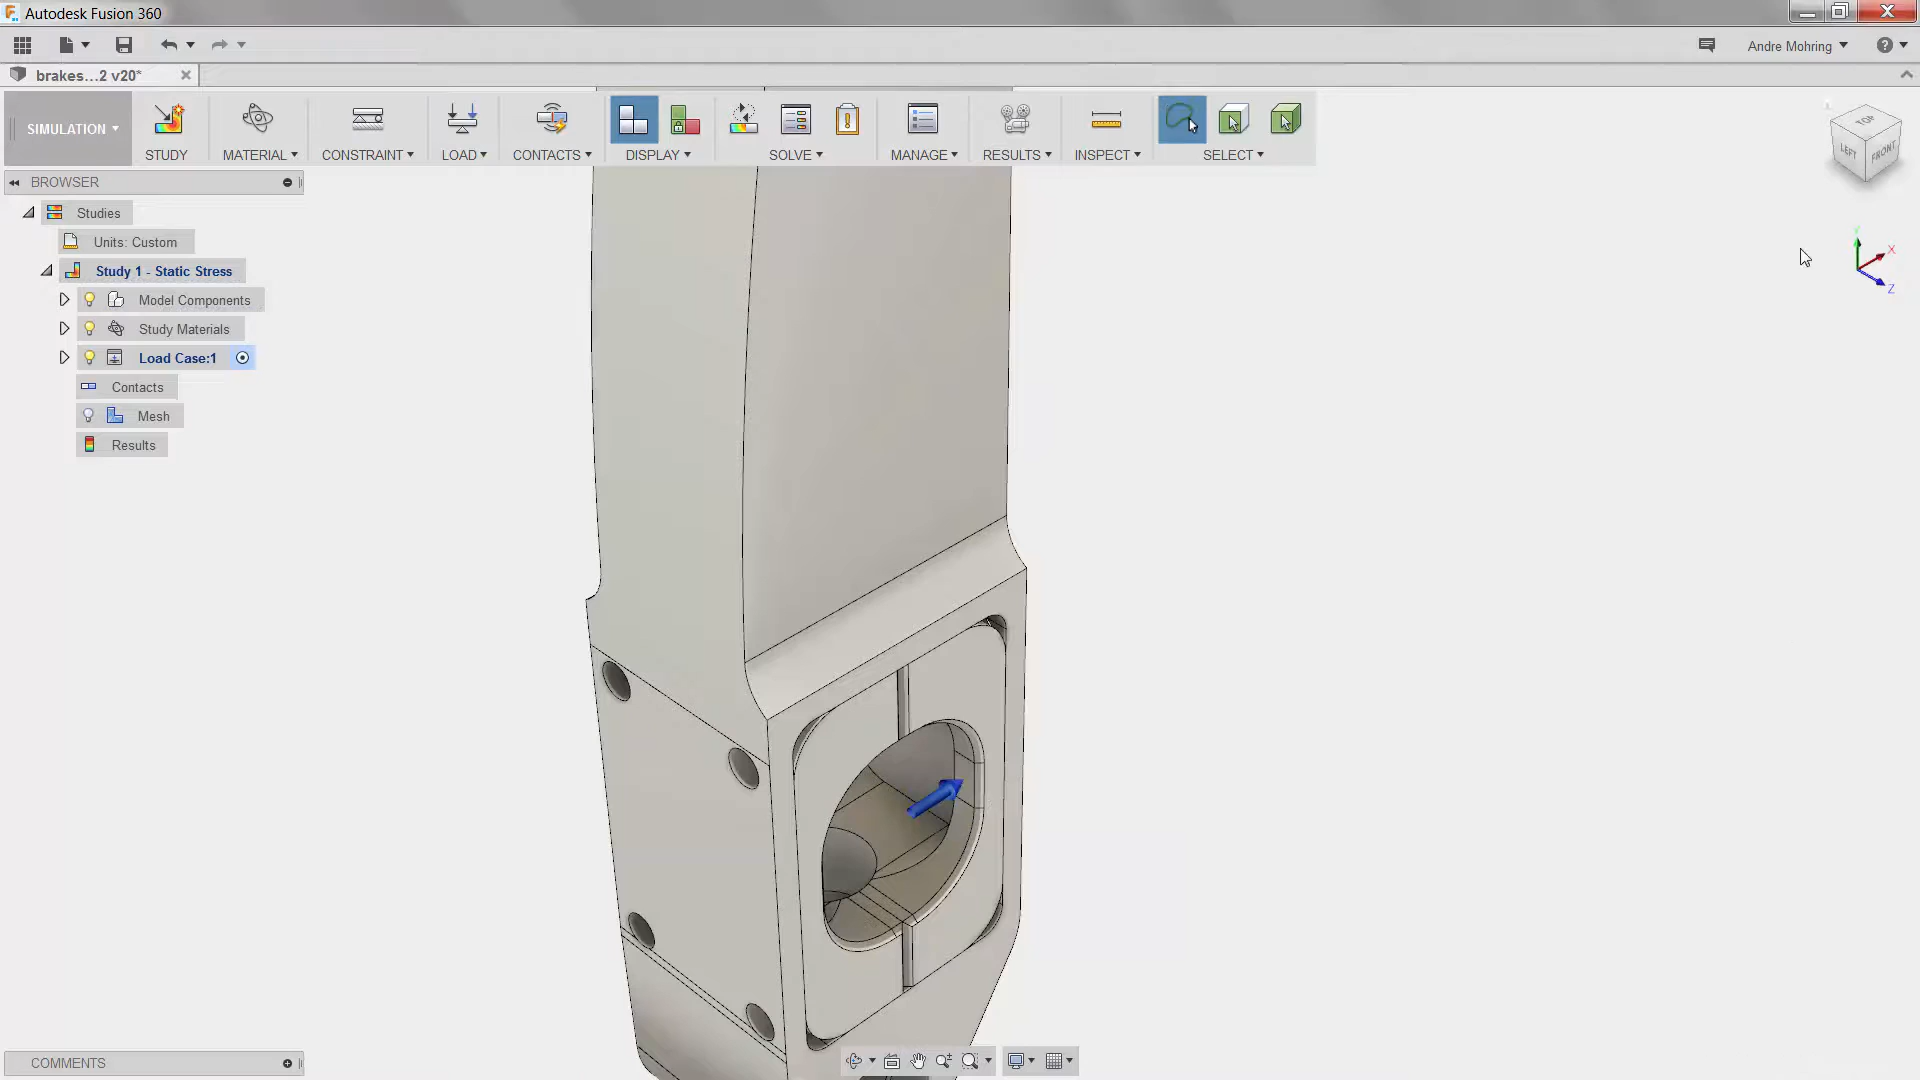 Autodesk Fusion 360
Andre Mohring
brakes...2 v20*
SIMULATION
STUDY
MATERIAL
CONSTRAINT
LOAD
CONTACTS
DISPLAY
SOLVE
MANAGE
RESULTS
INSPECT
SELECT
TOP
LEFT
FRONT
BROWSER
Studies
Units: Custom
Study 1 - Static Stress
Model Components
Study Materials
Load Case:1
Contacts
Mesh
Results
Y
X
Z
COMMENTS